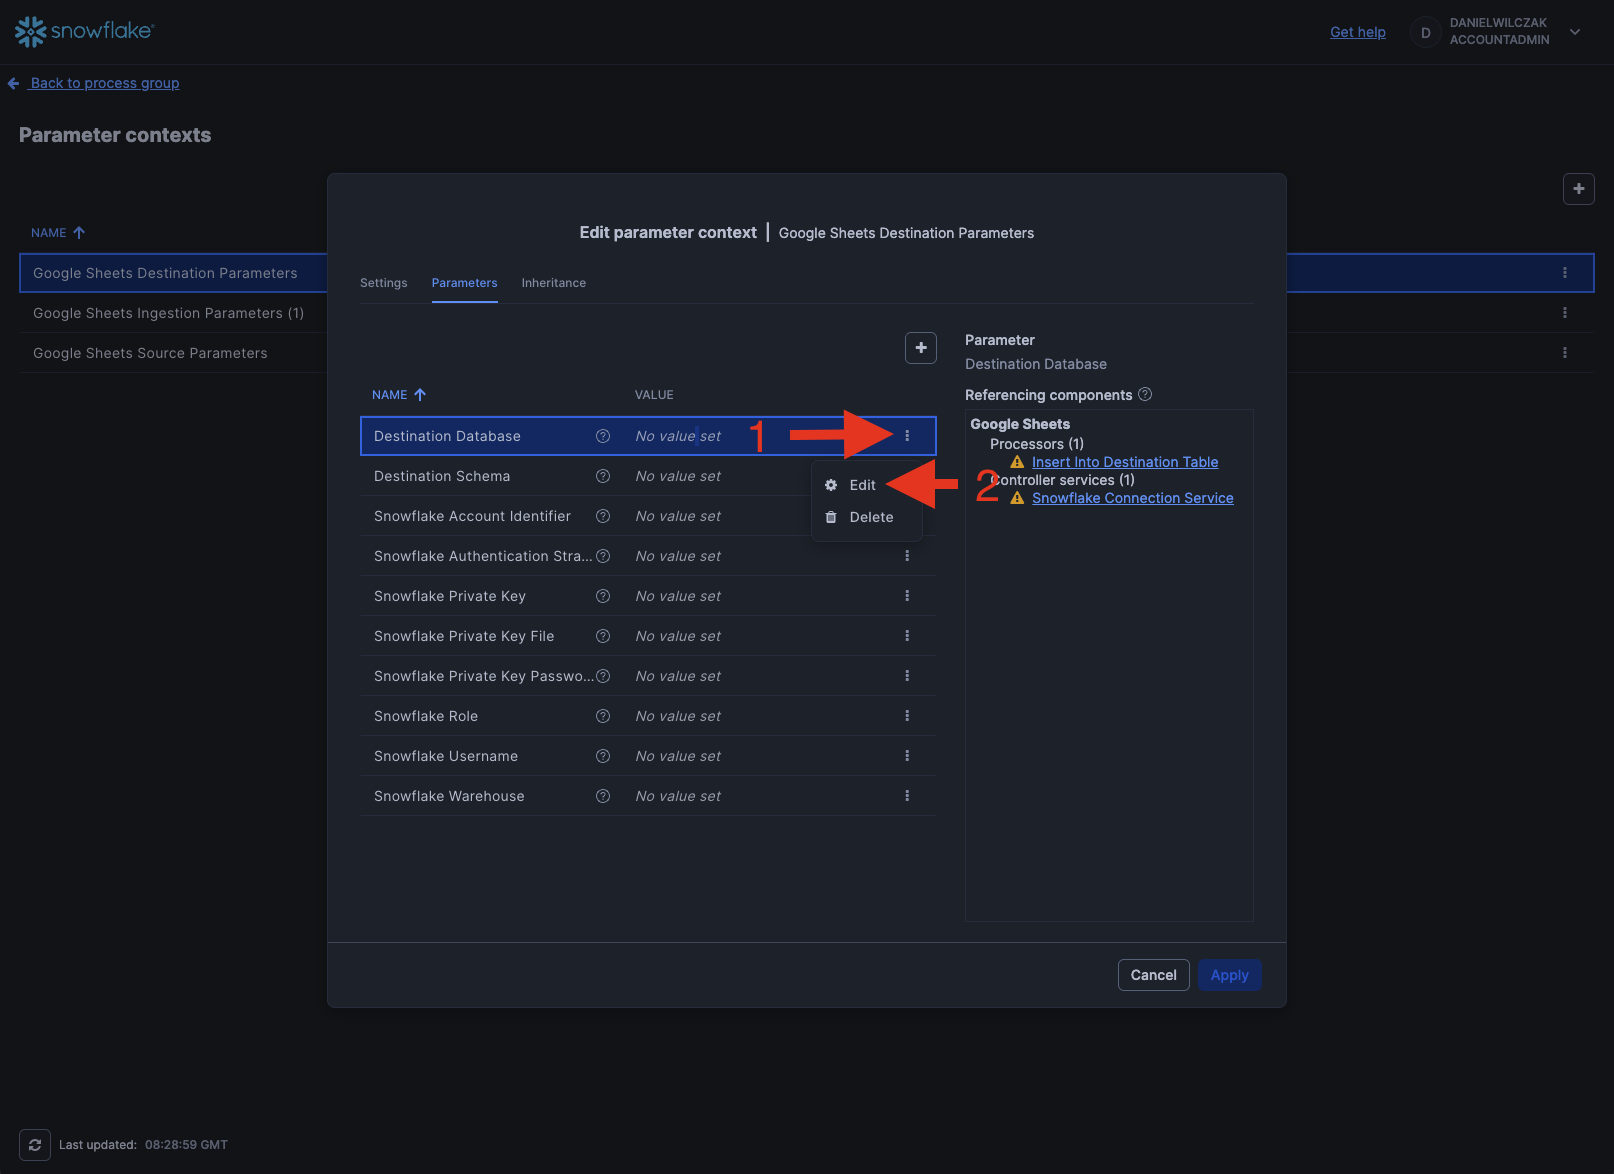 snowflake
Get help
D
DANIELWILCZAK
ACCOUNTADMIN
Back to process group
Parameter contexts
NAME
Google Sheets Destination Parameters
Google Sheets Ingestion Parameters (1)
Google Sheets Source Parameters
Edit parameter context | Google Sheets Destination Parameters
Settings Parameters Inheritance
NAME VALUE
Destination Database No value set
Destination Schema No value set
Snowflake Account Identifier No value set
Snowflake Authentication Stra... No value set
Snowflake Private Key No value set
Snowflake Private Key File No value set
Snowflake Private Key Passwo... No value set
Snowflake Role No value set
Snowflake Username No value set
Snowflake Warehouse No value set
1
Edit
2
Delete
Parameter
Destination Database
Referencing components
Google Sheets
Processors (1)
Insert Into Destination Table
Controller services (1)
Snowflake Connection Service
Cancel Apply
Last updated: 08:28:59 GMT